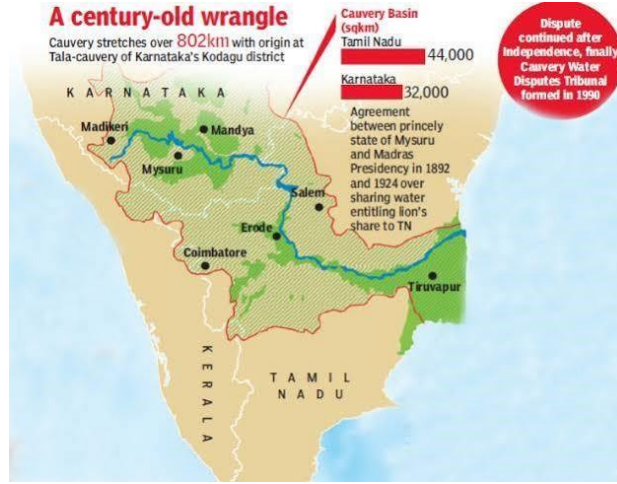 A century-old wrangle
Cauvery stretches over 802km with origin at
Tala-cauvery of Karnataka's Kodagu district
Cauvery Basin
(sqkm)
Tamil Nadu
44,000
Karnataka
32,000
Agreement
between princely
state of Mysuru
and Madras
Presidency in 1892
and 1924 over
sharing water
entitling lion's
share to TN
Dispute
continued after
Independence, finally
Cauvery Water
Disputes Tribunal
formed in 1990
KARNATAKA
Madikeri
Mandya
Mysuru
Salem
Erode
Coimbatore
Tiruvapur
KERALA
TAMIL
NADU